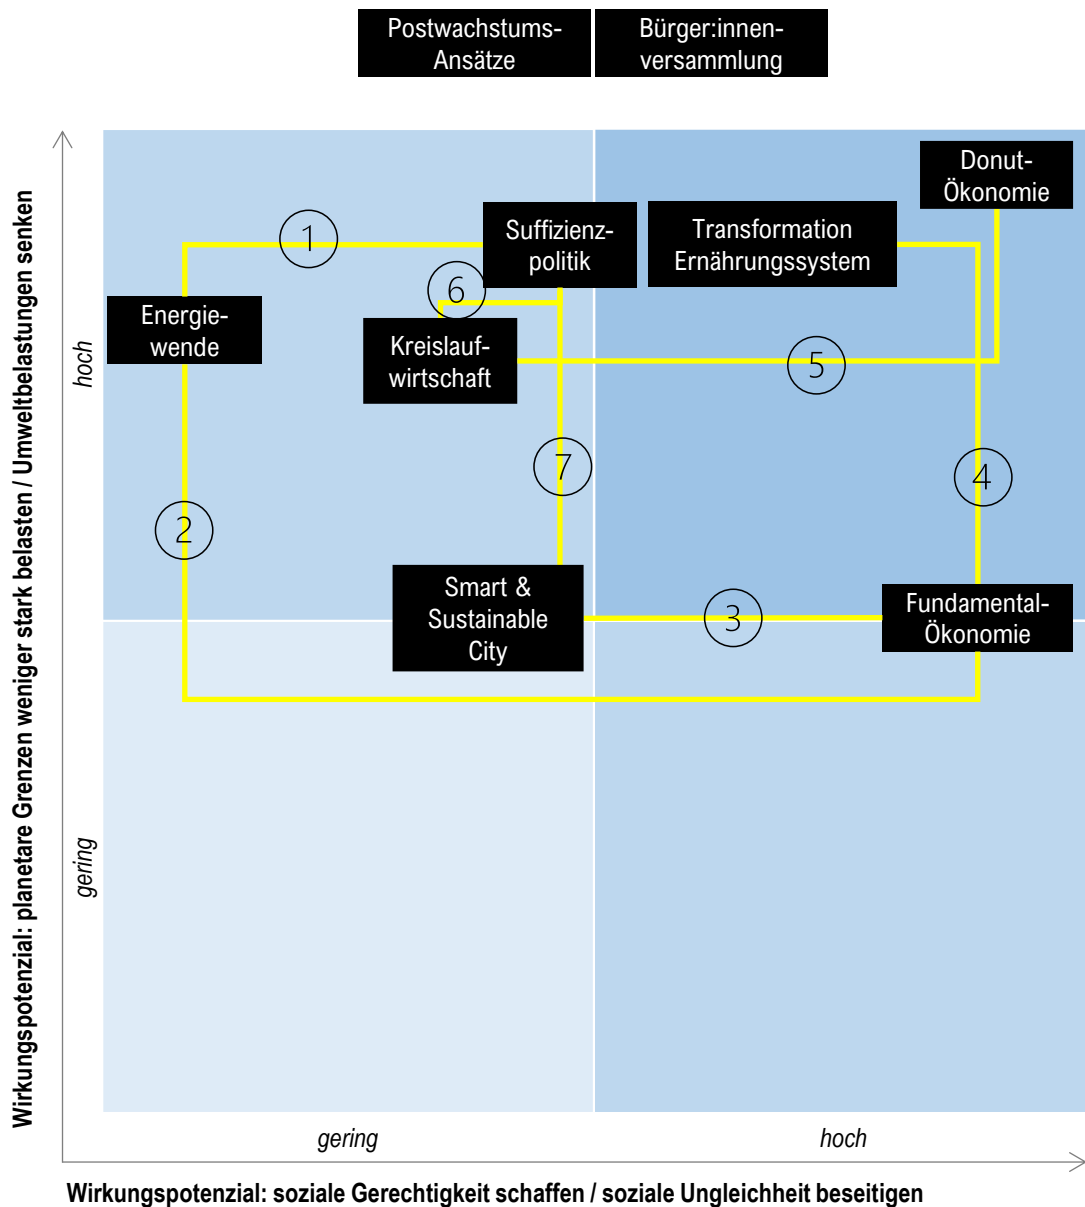 Postwachstums-
Ansätze
Bürger:innen-
versammlung
Wirkungspotenzial: planetare Grenzen weniger stark belasten / Umweltbelastungen senken
hoch
gering
Donut-
Ökonomie
Suffizienz-
politik
Transformation
Ernährungssystem
1
6
Energie-
wende
Kreislauf-
wirtschaft
5
7
4
2
Smart &
Sustainable
City
3
Fundamental-
Ökonomie
gering
hoch
Wirkungspotenzial: soziale Gerechtigkeit schaffen / soziale Ungleichheit beseitigen